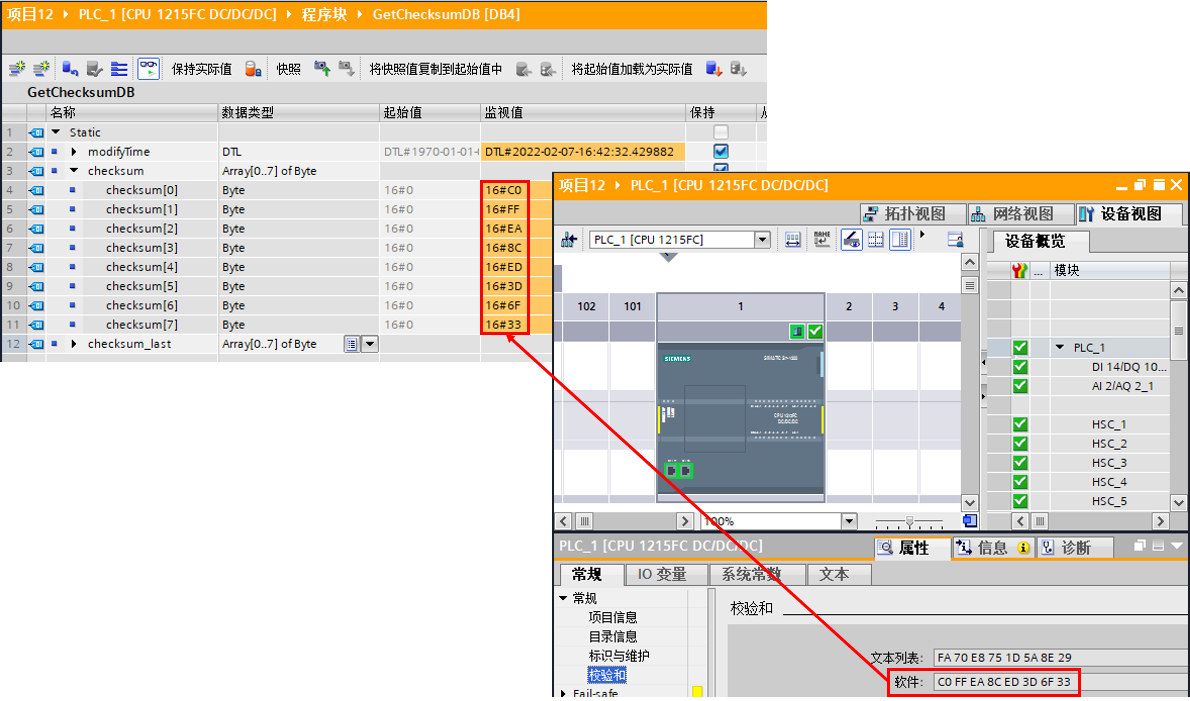 项目12 PLC_1 [CPU 1215FC DC/DC/DC] 程序块 GetChecksumDB [DB4]
保持实际值 快照 将快照值复制到起始值中 将起始值加载为实际值
GetChecksumDB
名称 数据类型 起始值 监视值 保持
1 Static
2 modifyTime DTL DTL#1970-01-01- DTL#2022-02-07-16:42:32.429882
3 checksum Array[0..7] of Byte
4 checksum[0] Byte 16#0 16#C0
5 checksum[1] Byte 16#0 16#FF
6 checksum[2] Byte 16#0 16#EA
7 checksum[3] Byte 16#0 16#8C
8 checksum[4] Byte 16#0 16#ED
9 checksum[5] Byte 16#0 16#3D
10 checksum[6] Byte 16#0 16#6F
11 checksum[7] Byte 16#0 16#33
12 checksum_last Array[0..7] of Byte
项目12 PLC_1 [CPU 1215FC DC/DC/DC]
拓扑视图 网络视图 设备视图
PLC_1 [CPU 1215FC]
设备概览
... 模块
102 101 1 2 3 4
SIEMENS SIMATIC S7-1200
CPU 1215FC
DC/DC/DC
PLC_1
DI 14/DQ 10...
AI 2/AQ 2_1
HSC_1
HSC_2
HSC_3
HSC_4
HSC_5
100%
PLC_1 [CPU 1215FC DC/DC/DC]
属性 信息 诊断
常规 IO 变量 系统常数 文本
常规
项目信息
目录信息
标识与维护
校验和
Fail-safe
校验和
文本列表: FA 70 E8 75 1D 5A 8E 29
软件: C0 FF EA 8C ED 3D 6F 33